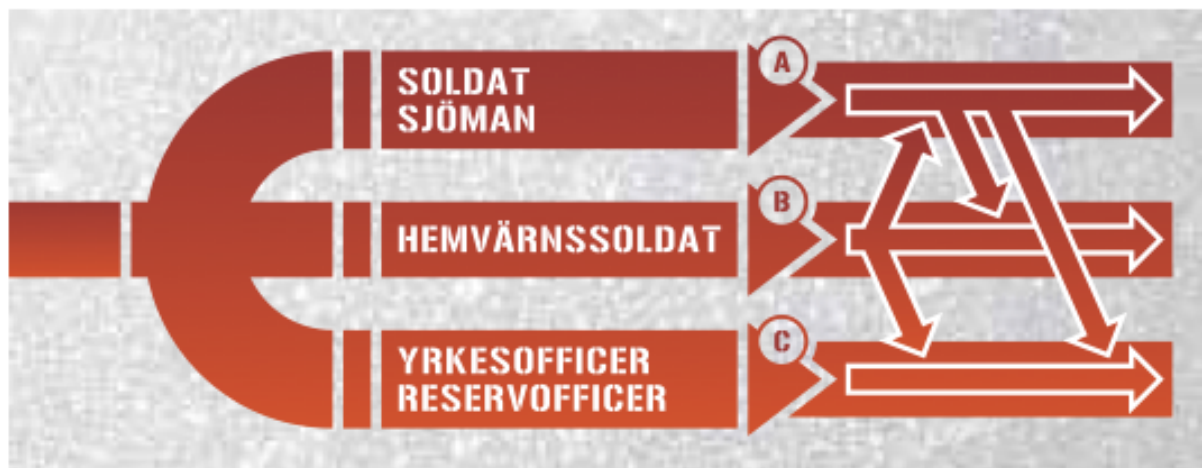 SOLDAT
SJÖMAN
A
HEMVÄRNSSOLDAT
B
YRKESOFFICER
RESERVOFFICER
C